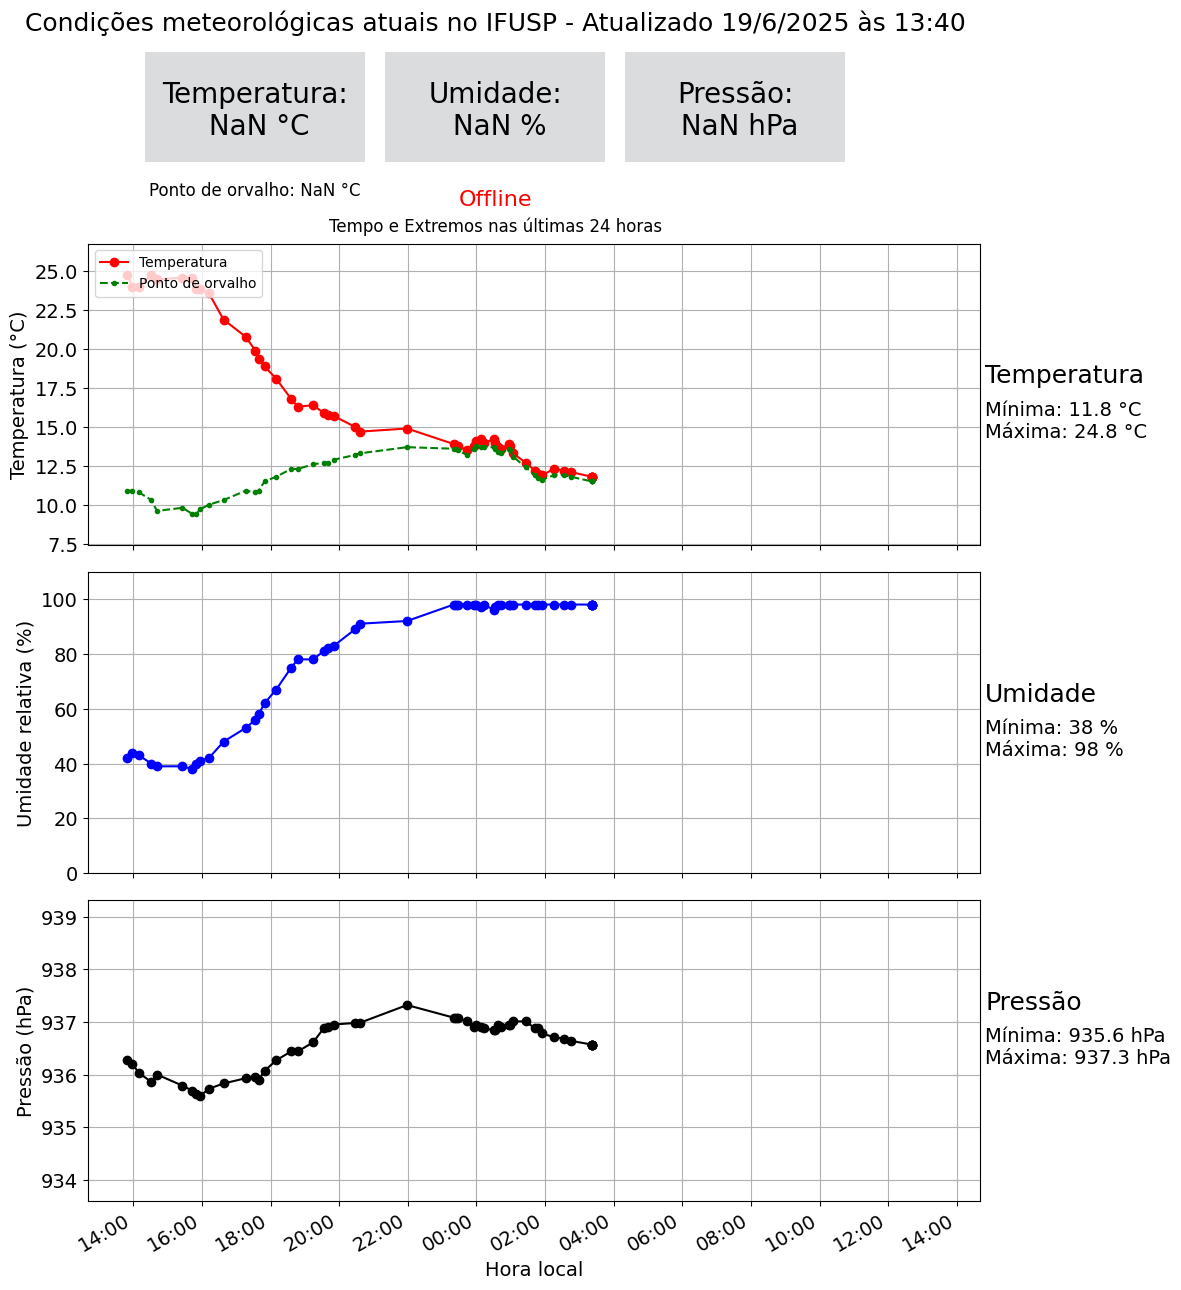 Condições meteorológicas atuais no IFUSP - Atualizado 19/6/2025 às 13:40
Temperatura:
NaN °C
Umidade:
NaN %
Pressão:
NaN hPa
Ponto de orvalho: NaN °C
Offline
Tempo e Extremos nas últimas 24 horas
Temperatura
Ponto de orvalho
Temperatura (°C)
25.0
22.5
20.0
17.5
15.0
12.5
10.0
7.5
Temperatura
Mínima: 11.8 °C
Máxima: 24.8 °C
Umidade relativa (%)
100
80
60
40
20
0
Umidade
Mínima: 38 %
Máxima: 98 %
Pressão (hPa)
939
938
937
936
935
934
Pressão
Mínima: 935.6 hPa
Máxima: 937.3 hPa
14:00
16:00
18:00
20:00
22:00
00:00
02:00
04:00
06:00
08:00
10:00
12:00
14:00
Hora local